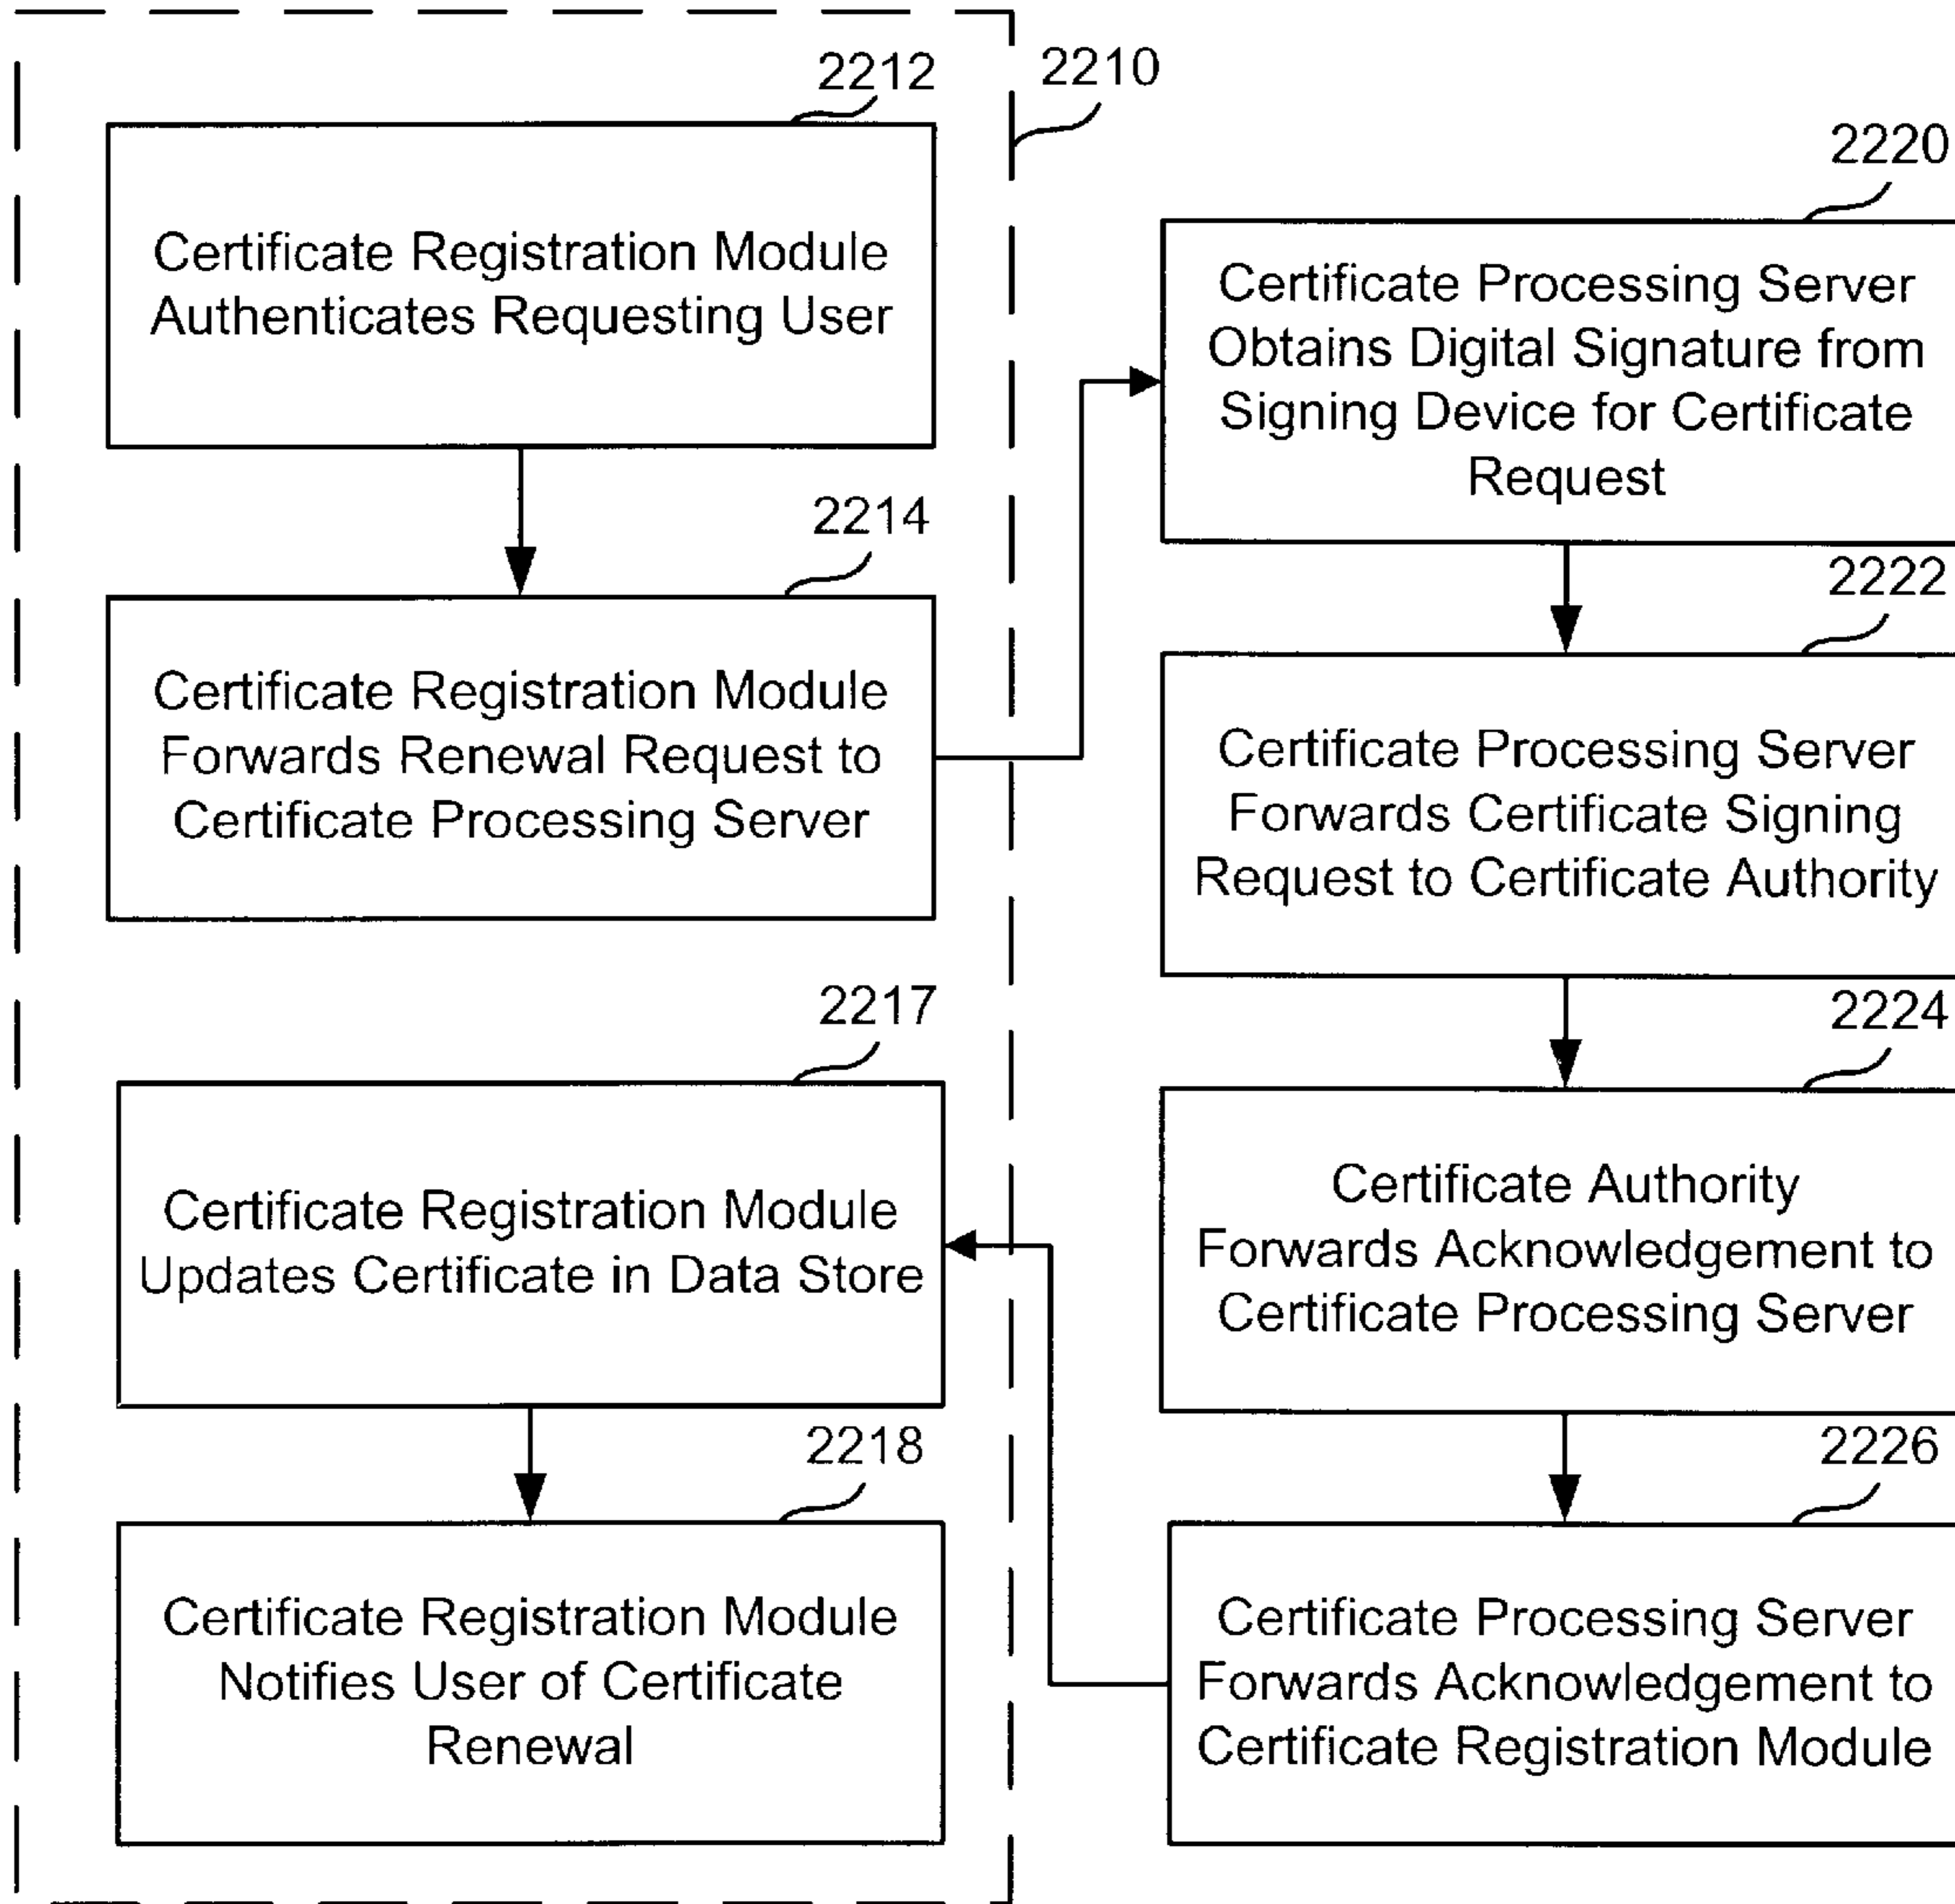 2212
2210
Certificate Registration Module
Authenticates Requesting User
2214
Certificate Registration Module
Forwards Renewal Request to
Certificate Processing Server
2220
Certificate Processing Server
Obtains Digital Signature from
Signing Device for Certificate
Request
2222
Certificate Processing Server
Forwards Certificate Signing
Request to Certificate Authority
2224
Certificate Authority
Forwards Acknowledgement to
Certificate Processing Server
2226
Certificate Processing Server
Forwards Acknowledgement to
Certificate Registration Module
2217
Certificate Registration Module
Updates Certificate in Data Store
2218
Certificate Registration Module
Notifies User of Certificate
Renewal